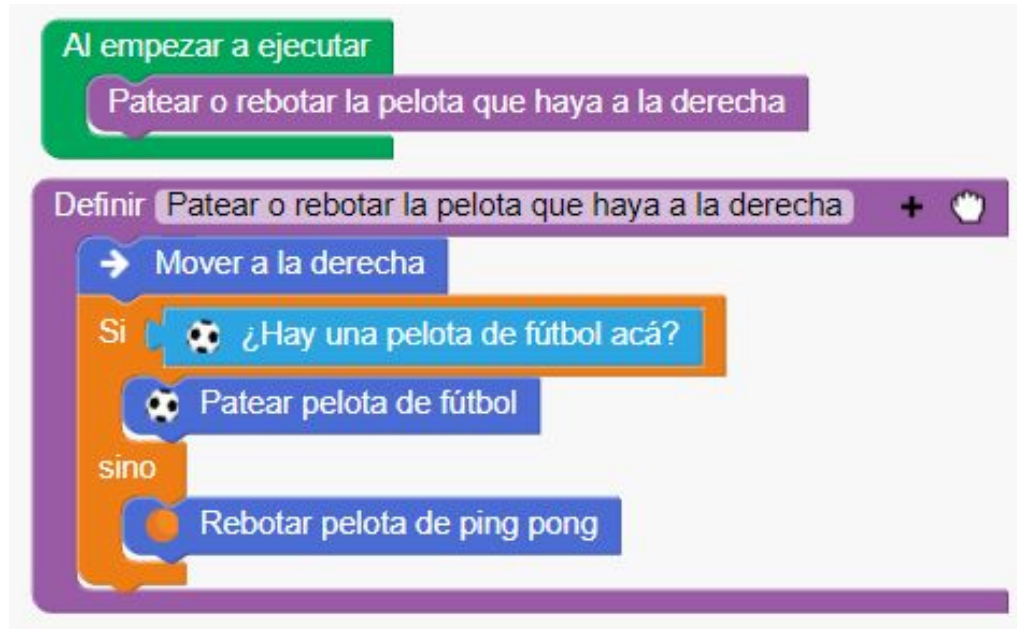 Al empezar a ejecutar
Patear o rebotar la pelota que haya a la derecha
Definir Patear o rebotar la pelota que haya a la derecha +
Mover a la derecha
Si ¿Hay una pelota de fútbol acá?
Patear pelota de fútbol
sino
Rebotar pelota de ping pong